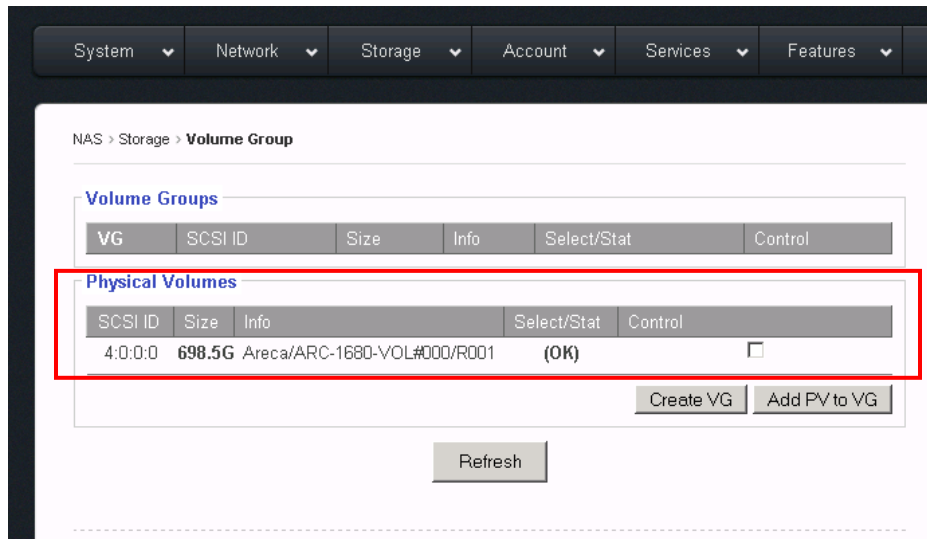 System Network Storage Account Services Features
NAS > Storage > Volume Group
Volume Groups
VG SCSI ID Size Info Select/Stat Control
Physical Volumes
SCSI ID Size Info Select/Stat Control
4:0:0:0 698.5G Areca/ARC-1680-VOL#000/R001 (OK)
Create VG Add PV to VG
Refresh